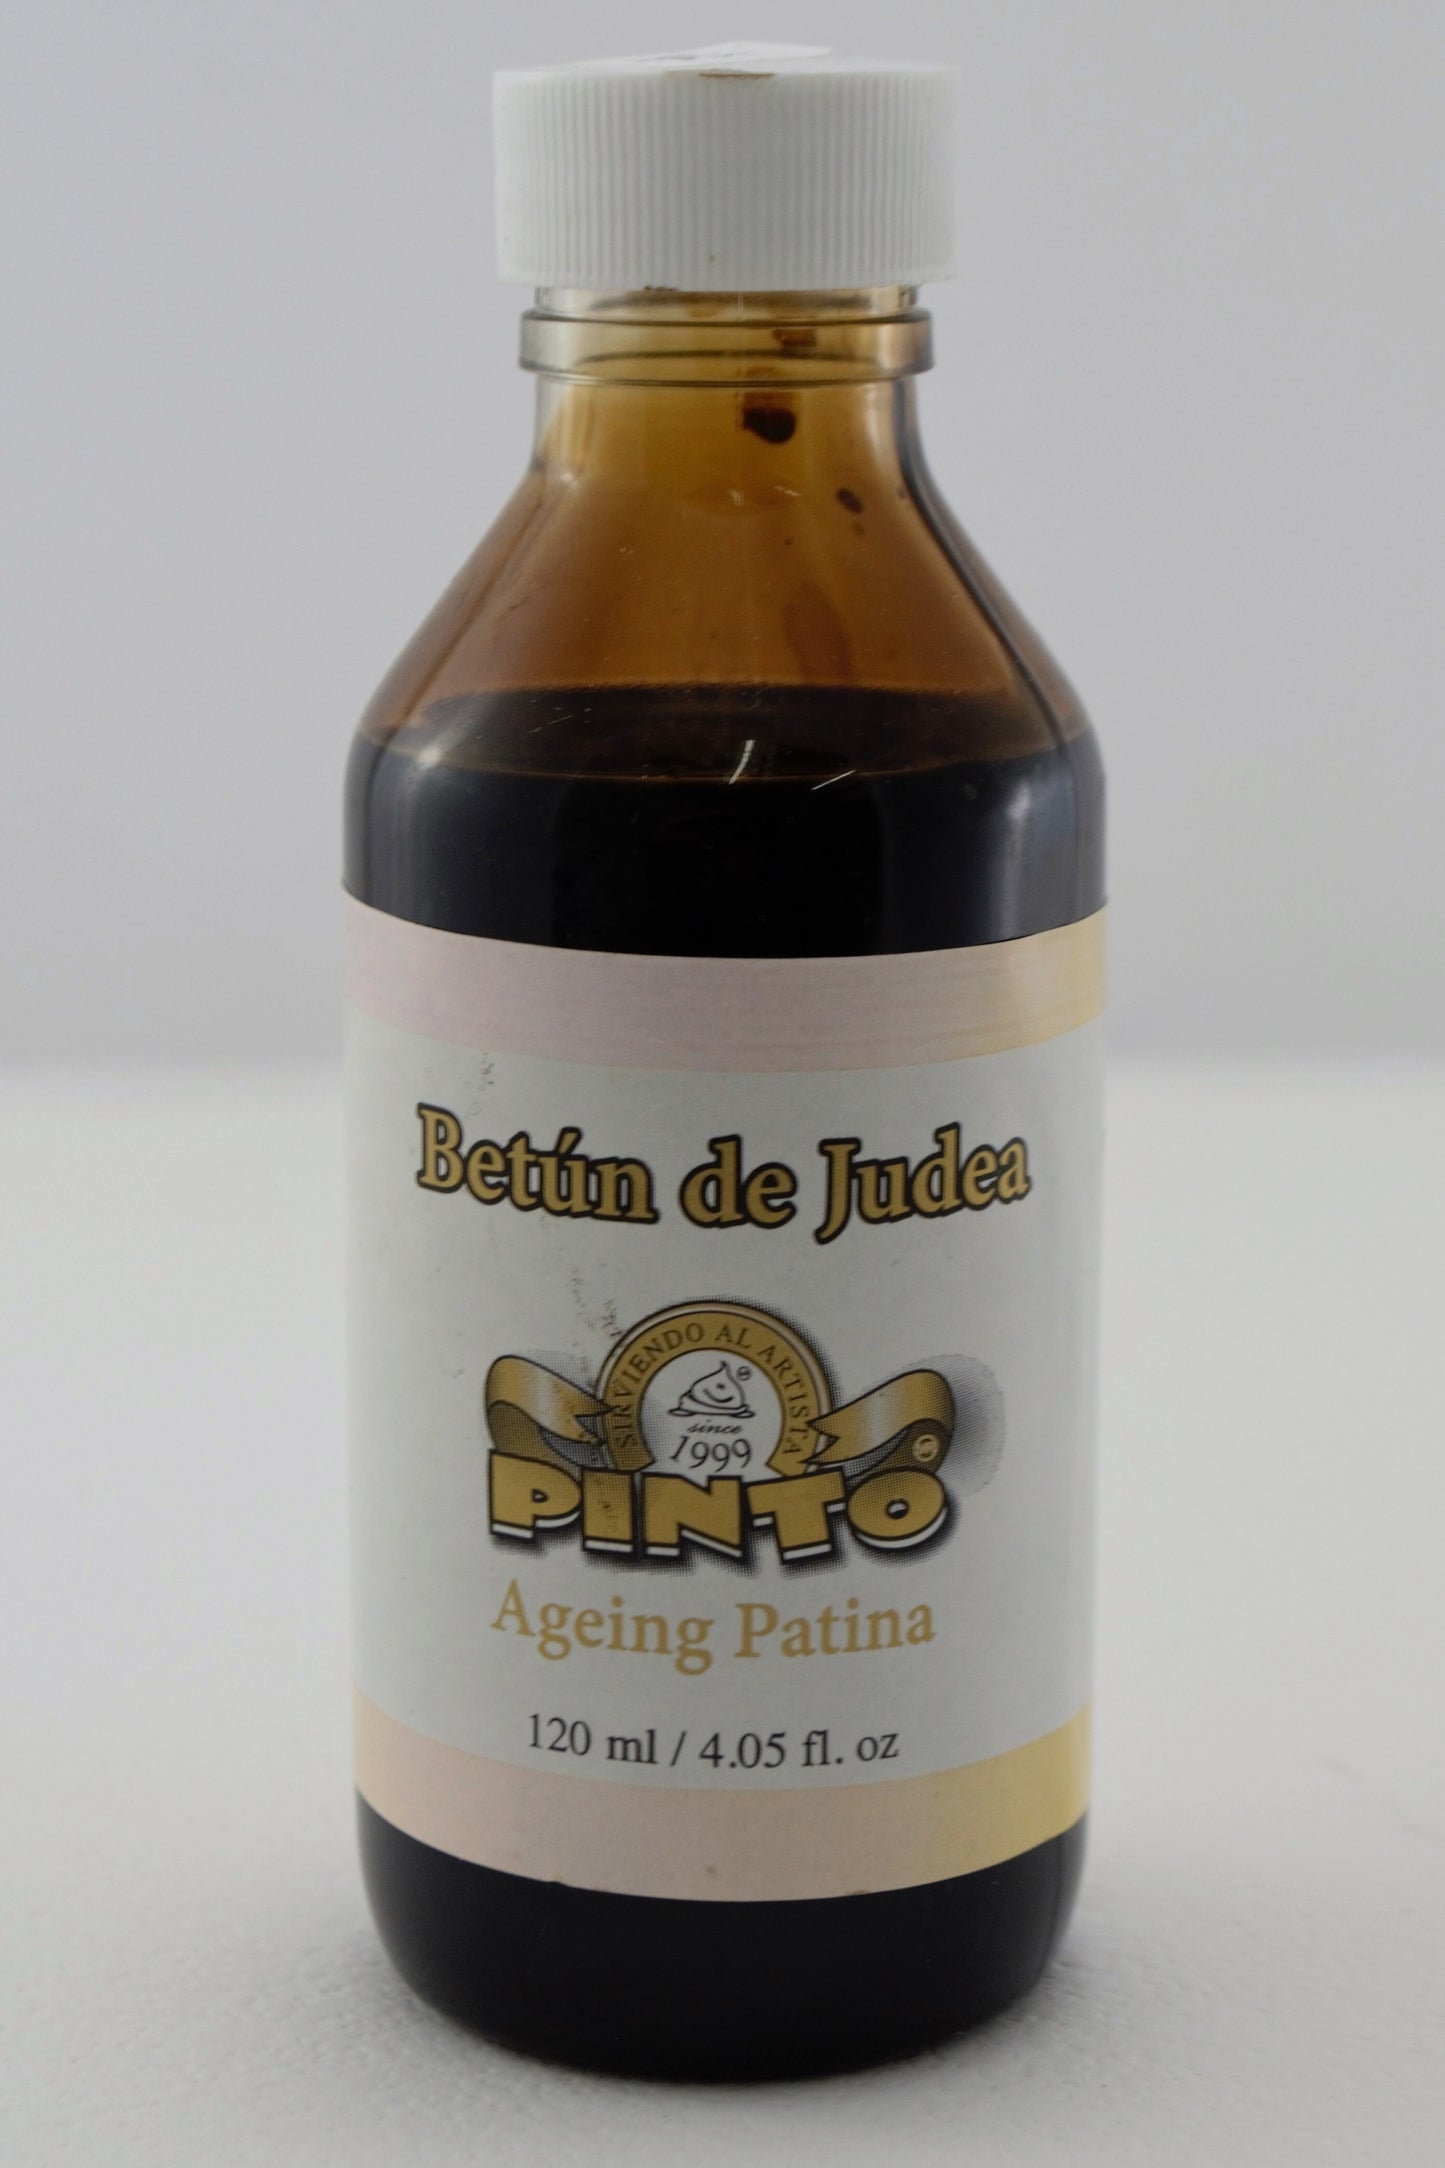 Betún de Judea
SIRVIENDO AL ARTISTA
since
1999
PINTO
Ageing Patina
120 ml / 4.05 fl. oz